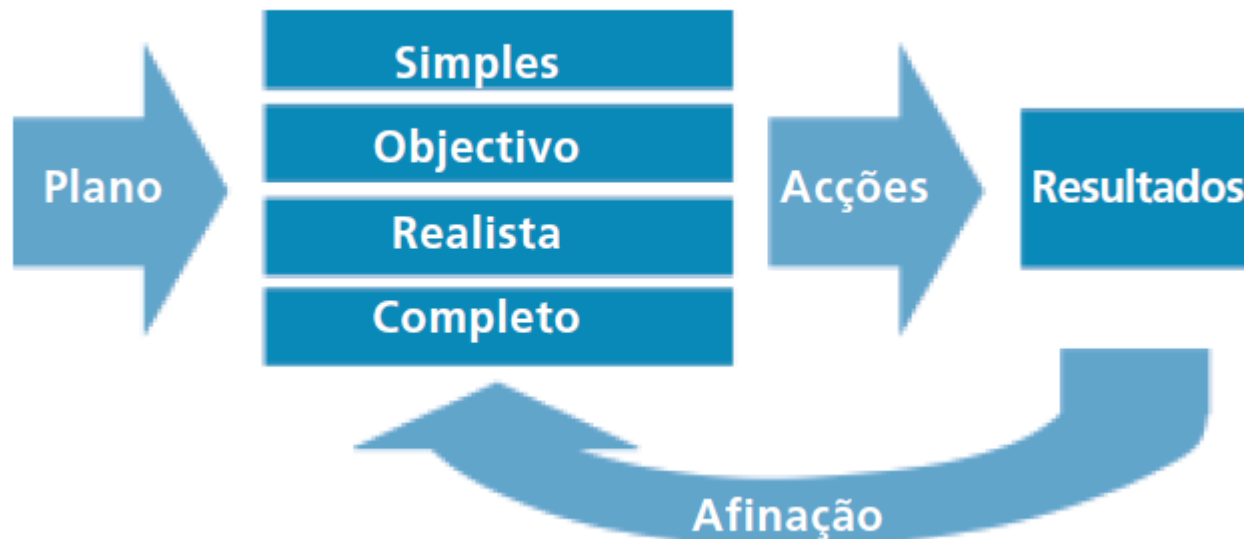 Plano
Simples
Objectivo
Realista
Completo
Acções
Resultados
Afinação